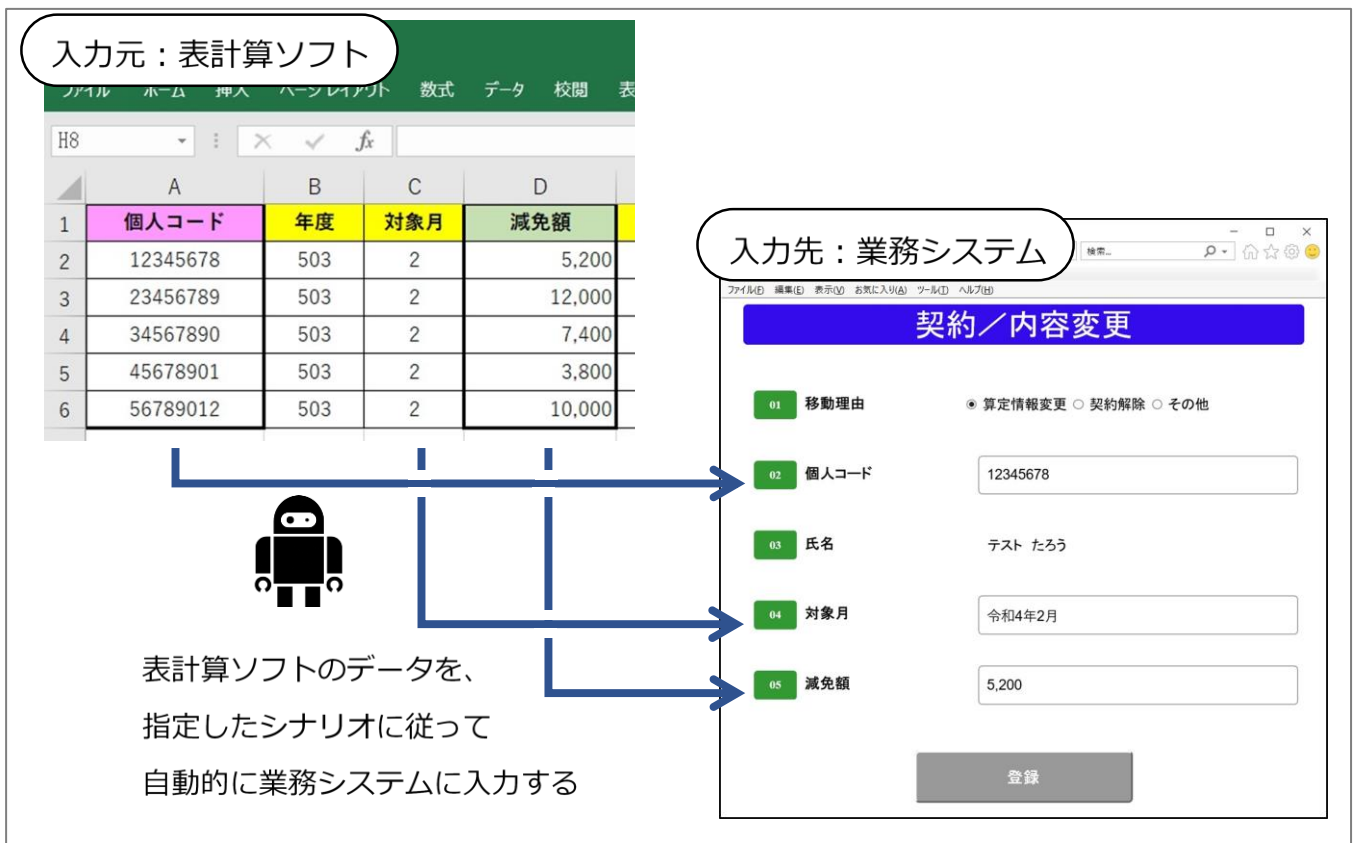 入力元：表計算ソフト
ファイル ホーム 挿入 ページ レイアウト 数式 データ 校閲 表
H8 fx
A B C D
1 個人コード 年度 対象月 減免額
2 12345678 503 2 5,200
3 23456789 503 2 12,000
4 34567890 503 2 7,400
5 45678901 503 2 3,800
6 56789012 503 2 10,000
入力先：業務システム
検索...
ファイル(F) 編集(E) 表示(V) お気に入り(A) ツール(T) ヘルプ(H)
契約／内容変更
01 移動理由 算定情報変更 契約解除 その他
02 個人コード 12345678
03 氏名 テスト たろう
04 対象月 令和4年2月
05 減免額 5,200
登録
表計算ソフトのデータを、
指定したシナリオに従って
自動的に業務システムに入力する